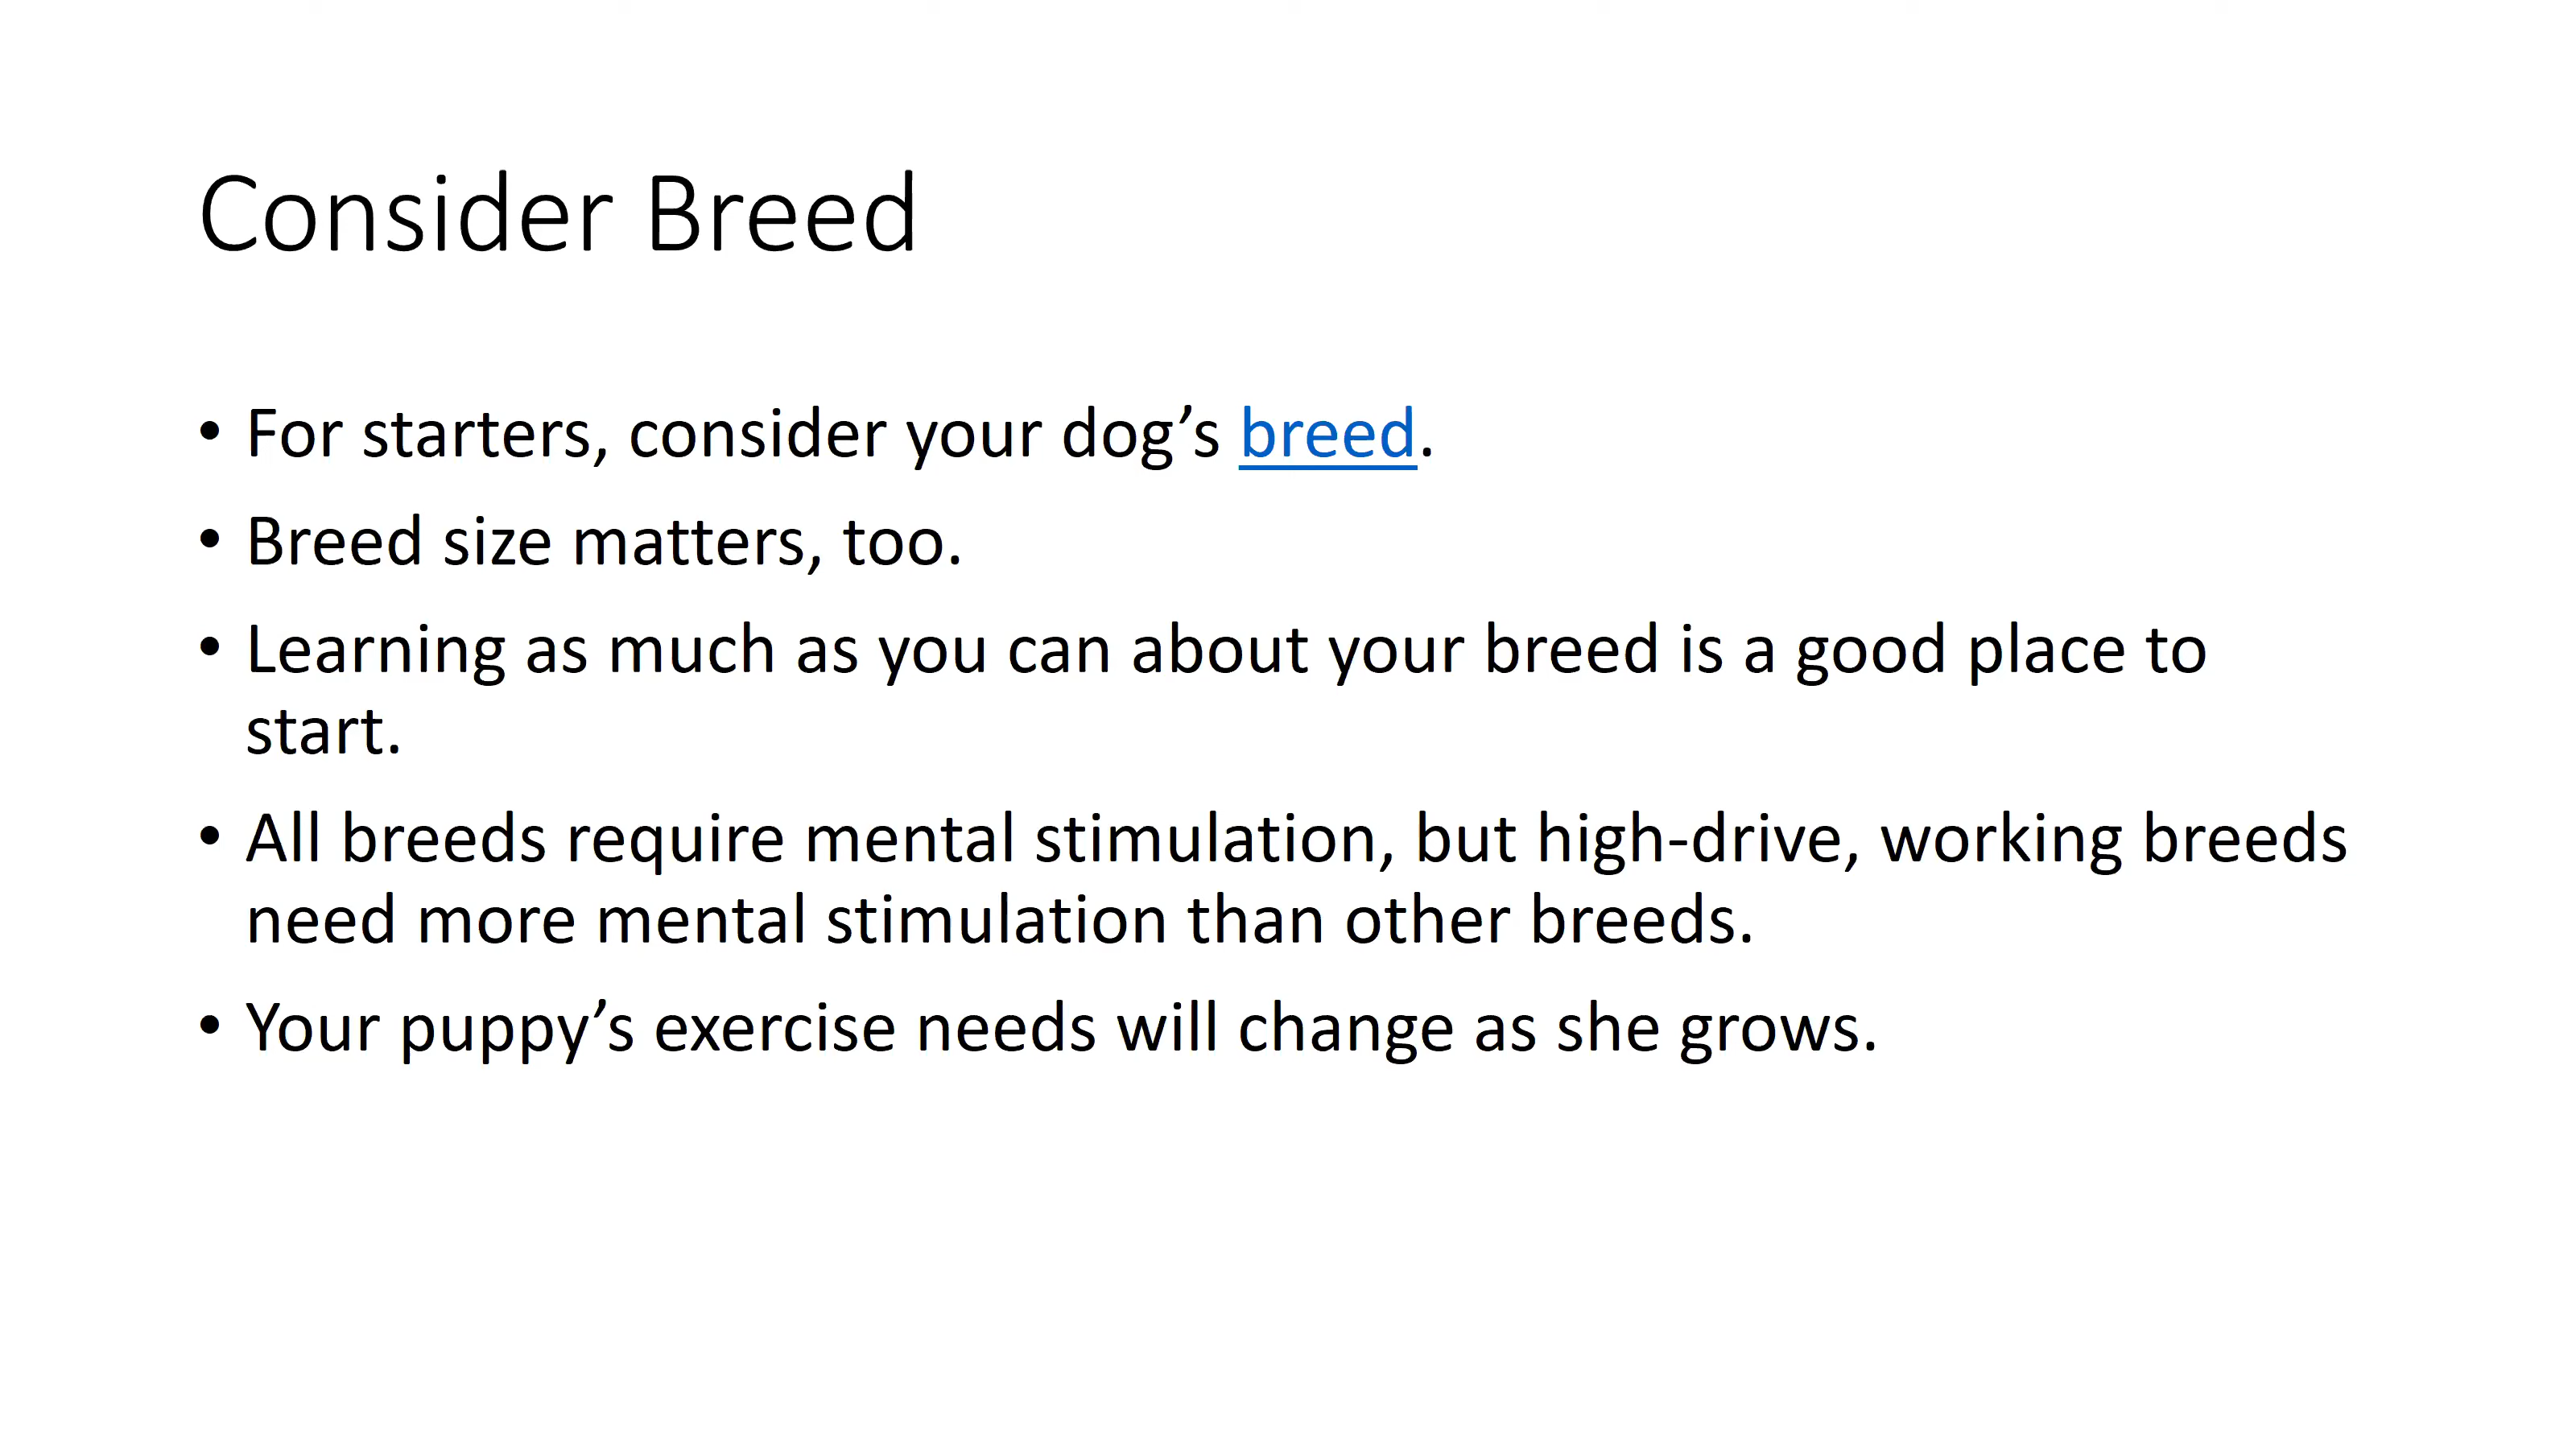 Consider Breed
• For starters, consider your dog’s breed.
• Breed size matters, too.
• Learning as much as you can about your breed is a good place to
start.
• All breeds require mental stimulation, but high-drive, working breeds
need more mental stimulation than other breeds.
• Your puppy’s exercise needs will change as she grows.